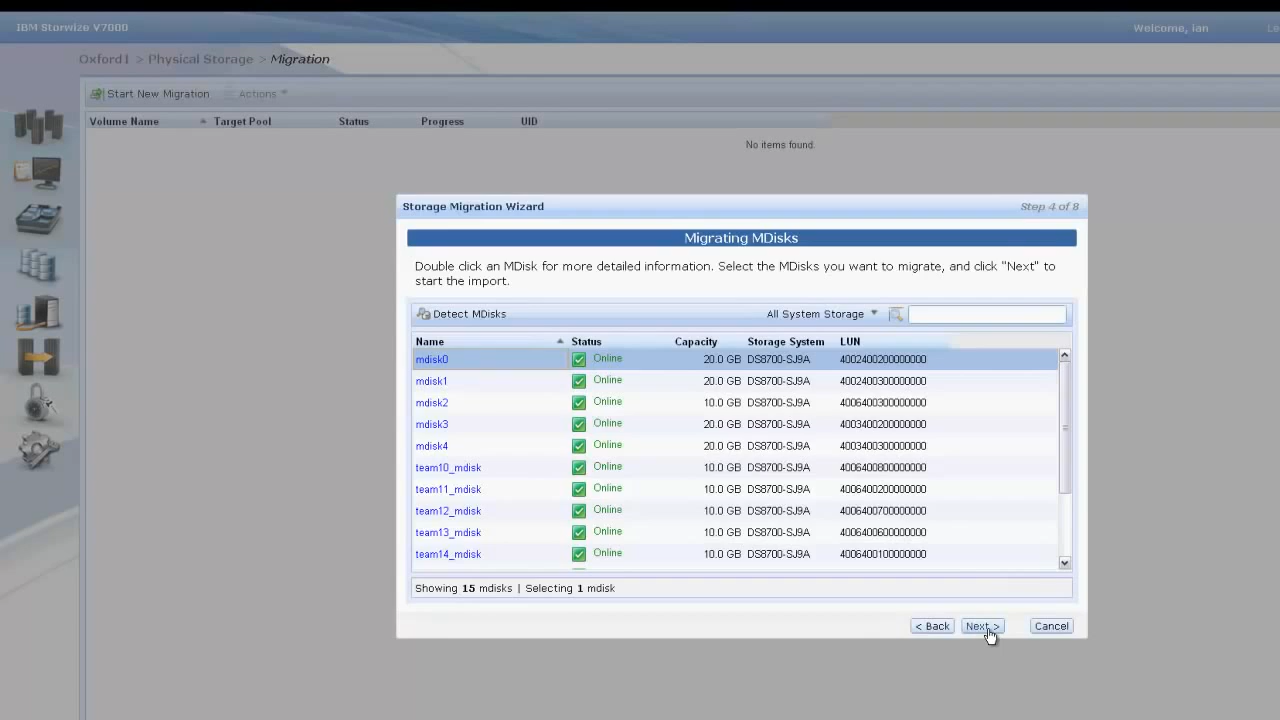 IBM Storwize V7000
Welcome, ian
Oxford1 > Physical Storage > Migration
Start New Migration Actions
Volume Name Target Pool Status Progress UID
No items found.
Storage Migration Wizard Step 4 of 8
Migrating MDisks
Double click an MDisk for more detailed information. Select the MDisks you want to migrate, and click "Next" to
start the import.
Detect MDisks All System Storage
Name Status Capacity Storage System LUN
mdisk0 Online 20.0 GB DS8700-SJ9A 4002400200000000
mdisk1 Online 20.0 GB DS8700-SJ9A 4002400300000000
mdisk2 Online 10.0 GB DS8700-SJ9A 4006400300000000
mdisk3 Online 20.0 GB DS8700-SJ9A 4003400200000000
mdisk4 Online 20.0 GB DS8700-SJ9A 4003400300000000
team10_mdisk Online 10.0 GB DS8700-SJ9A 4006400800000000
team11_mdisk Online 10.0 GB DS8700-SJ9A 4006400200000000
team12_mdisk Online 10.0 GB DS8700-SJ9A 4006400700000000
team13_mdisk Online 10.0 GB DS8700-SJ9A 4006400600000000
team14_mdisk Online 10.0 GB DS8700-SJ9A 4006400100000000
Showing 15 mdisks | Selecting 1 mdisk
< Back Next > Cancel